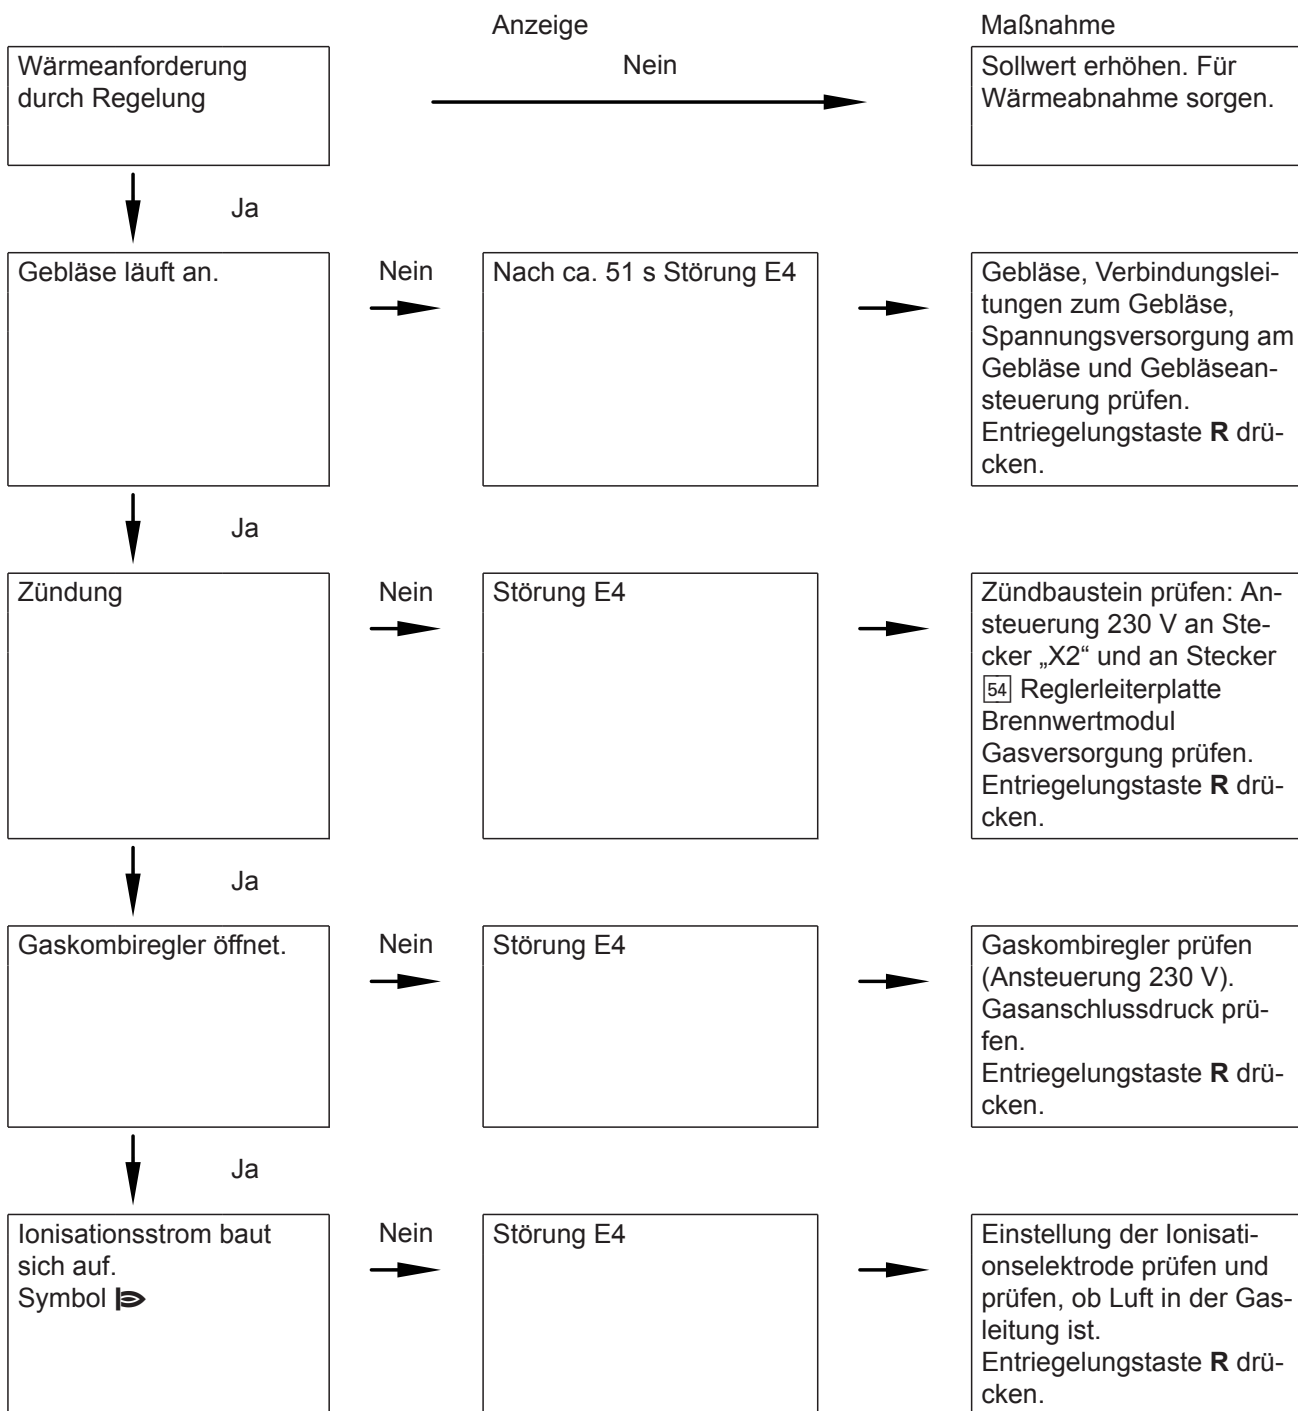 Anzeige
Maßnahme
Wärmeanforderung
durch Regelung
Nein
Sollwert erhöhen. Für
Wärmeabnahme sorgen.
Ja
Gebläse läuft an.
Nein
Nach ca. 51 s Störung E4
Gebläse, Verbindungslei-
tungen zum Gebläse,
Spannungsversorgung am
Gebläse und Gebläsean-
steuerung prüfen.
Entriegelungstaste R drü-
cken.
Ja
Zündung
Nein
Störung E4
Zündbaustein prüfen: An-
steuerung 230 V an Ste-
cker „X2“ und an Stecker
54 Reglerleiterplatte
Brennwertmodul
Gasversorgung prüfen.
Entriegelungstaste R drü-
cken.
Ja
Gaskombiregler öffnet.
Nein
Störung E4
Gaskombiregler prüfen
(Ansteuerung 230 V).
Gasanschlussdruck prü-
fen.
Entriegelungstaste R drü-
cken.
Ja
Ionisationsstrom baut
sich auf.
Symbol
Nein
Störung E4
Einstellung der Ionisati-
onselektrode prüfen und
prüfen, ob Luft in der Gas-
leitung ist.
Entriegelungstaste R drü-
cken.